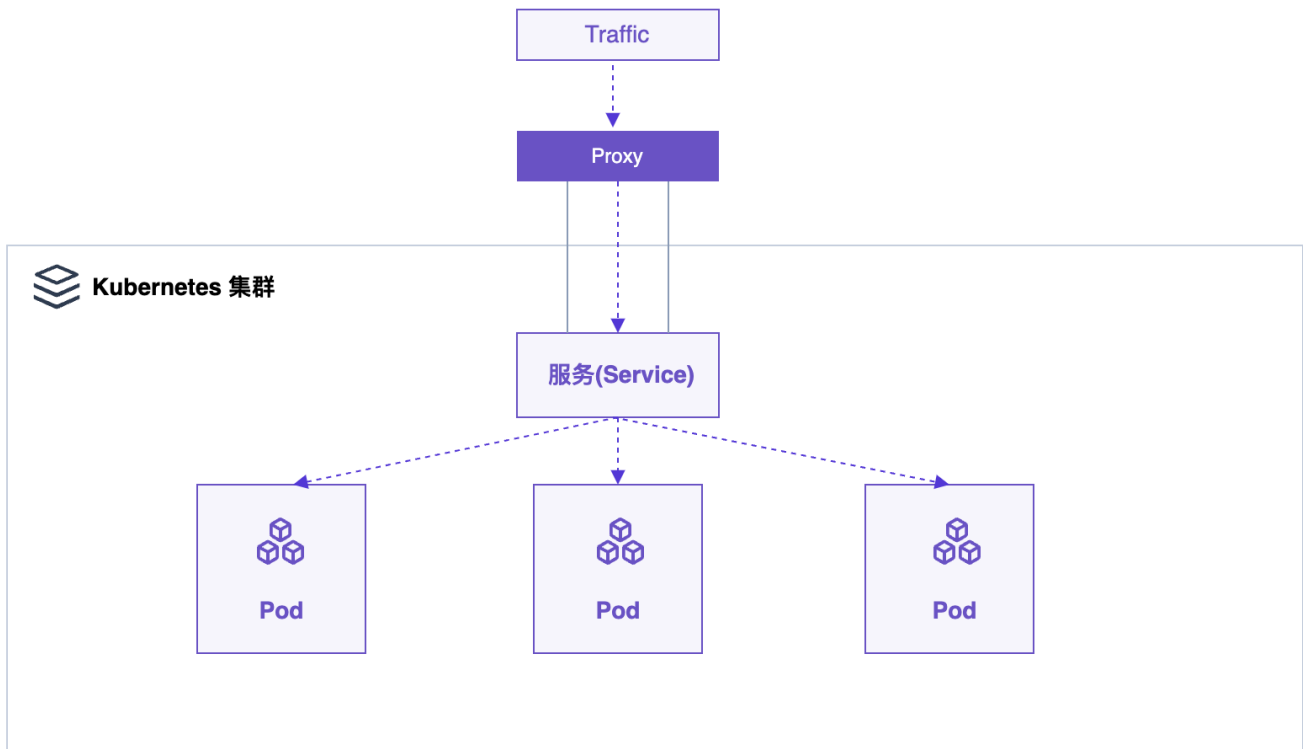 Traffic
Proxy
Kubernetes 集群
服务(Service)
Pod
Pod
Pod